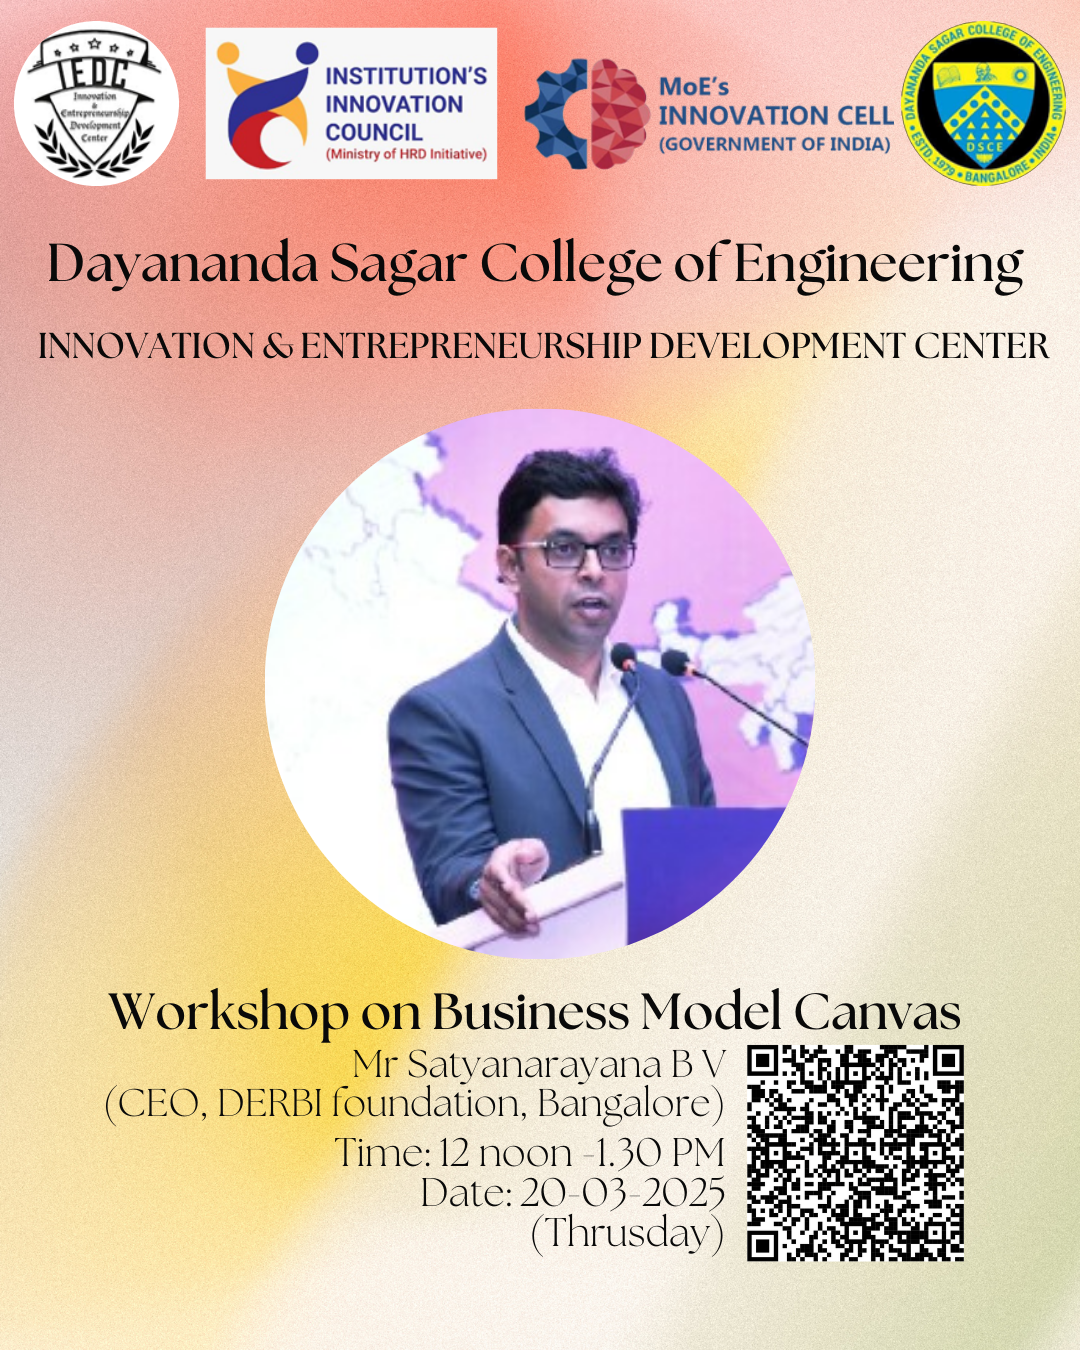 IEDC
Innovation
&
Entrepreneurship
Development
Center
INSTITUTION'S
INNOVATION
COUNCIL
(Ministry of HRD Initiative)
MoE's
INNOVATION CELL
(GOVERNMENT OF INDIA)
DAYANANDA SAGAR COLLEGE OF ENGINEERING
DSCE
ESTD. 1979 • BANGALORE • INDIA
Dayananda Sagar College of Engineering
INNOVATION & ENTREPRENEURSHIP DEVELOPMENT CENTER
Workshop on Business Model Canvas
Mr Satyanarayana B V
(CEO, DERBI foundation, Bangalore)
Time: 12 noon -1.30 PM
Date: 20-03-2025
(Thrusday)